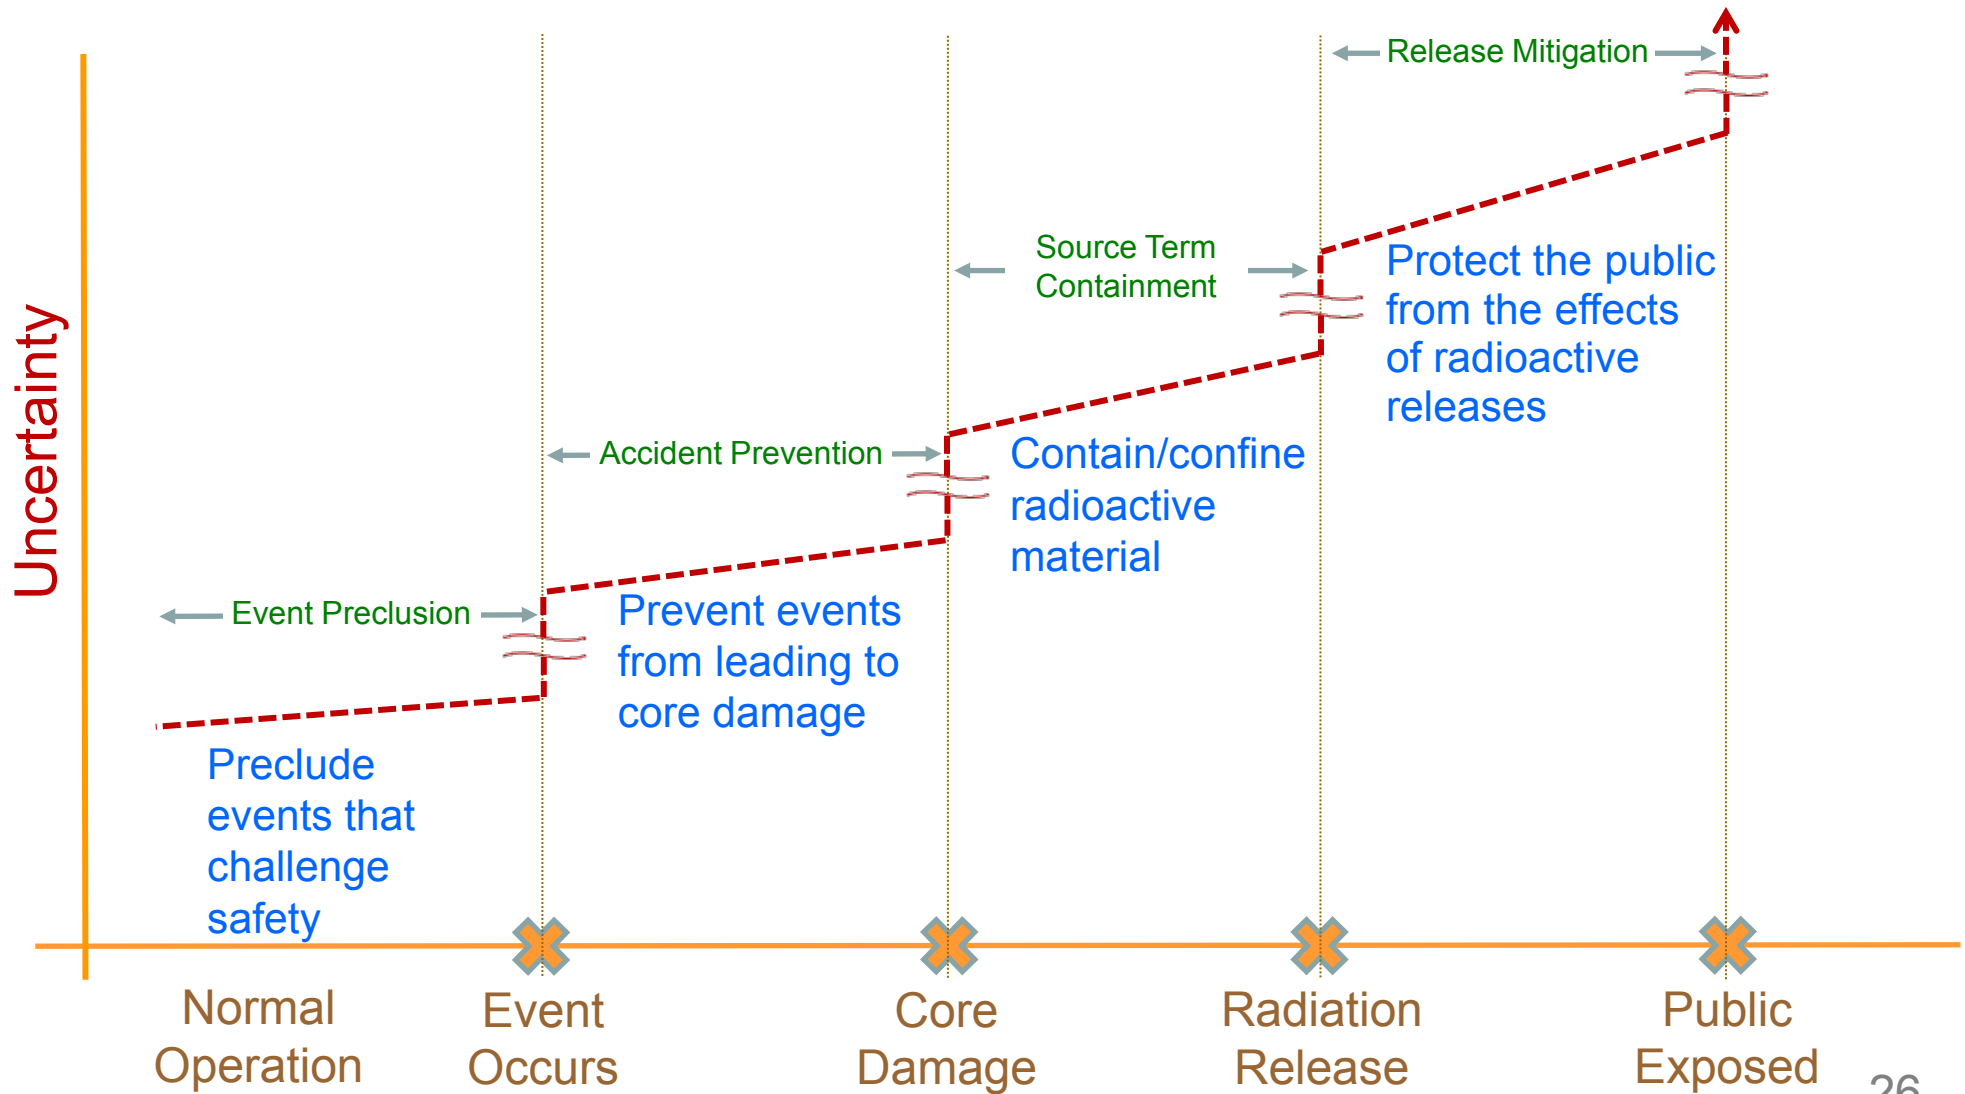 Release Mitigation
Source Term
Containment
Protect the public
from the effects
of radioactive
releases
Uncertainty
Accident Prevention
Contain/confine
radioactive
material
Event Preclusion
Prevent events
from leading to
core damage
Preclude
events that
challenge
safety
Normal
Operation
Event
Occurs
Core
Damage
Radiation
Release
Public
Exposed
26